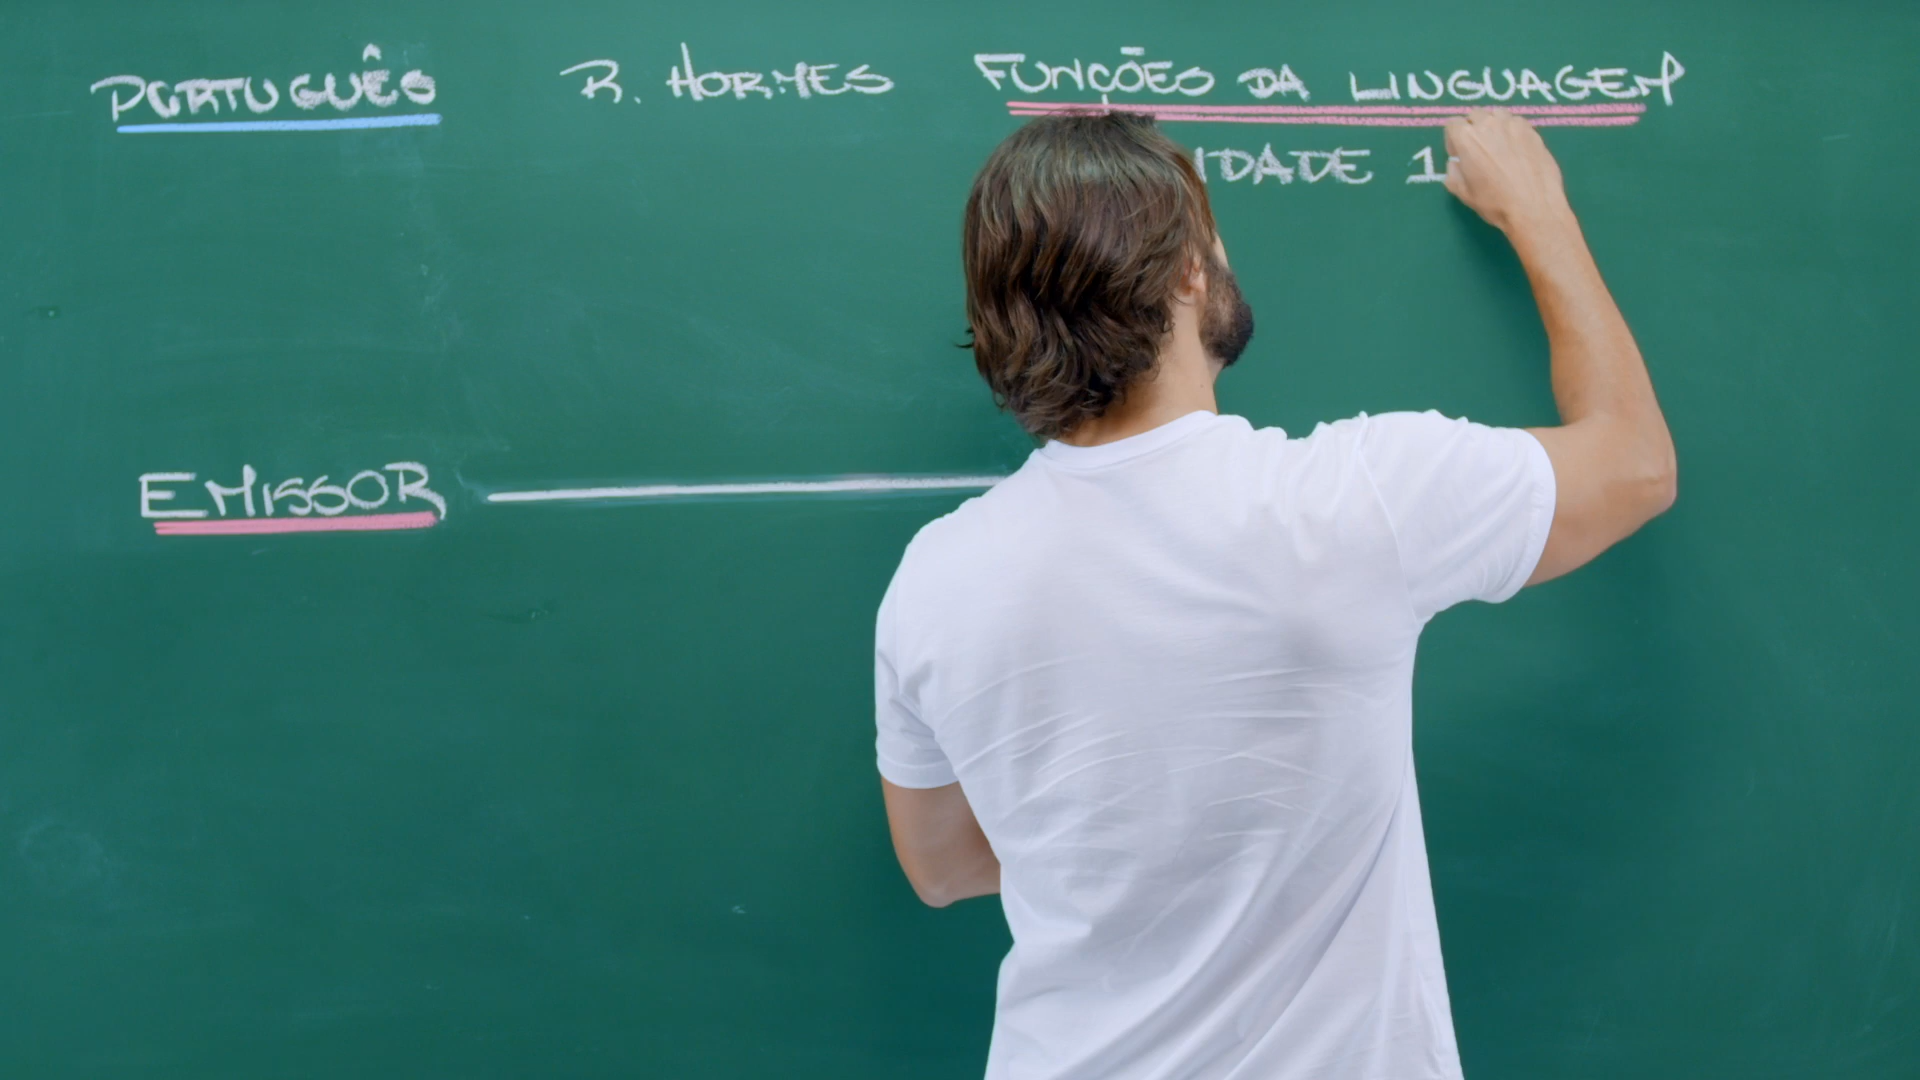 PORTUGUÊS R. HORMES FUNÇÕES DA LINGUAGEM
IDADE 1
EMISSOR